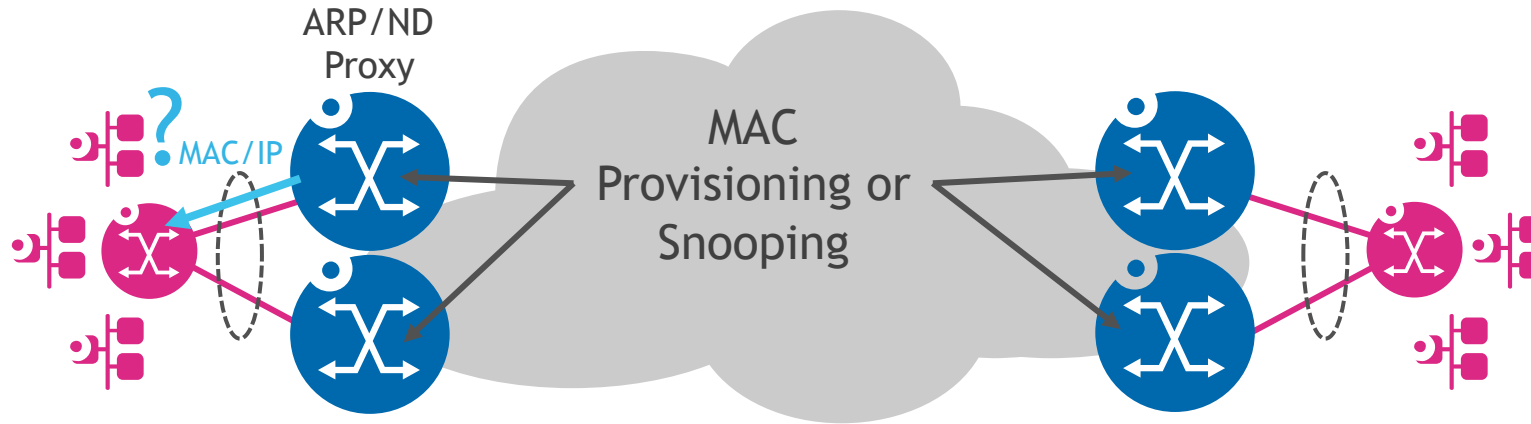 ARP/ND
Proxy
?
MAC/IP
MAC
Provisioning or
Snooping